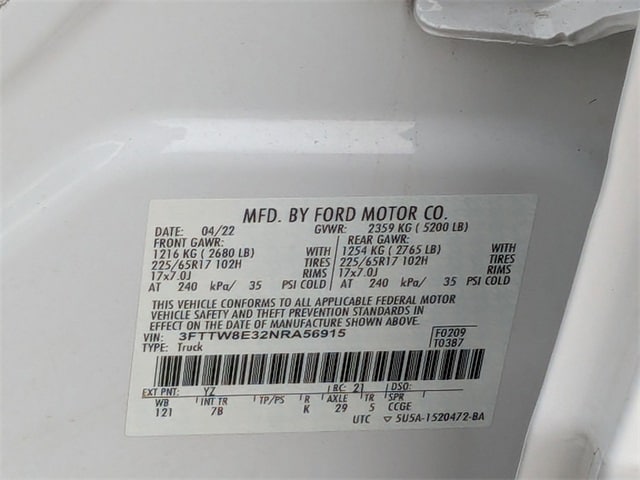 MFD. BY FORD MOTOR CO.
DATE: 04/22 GVWR: 2359 KG ( 5200 LB)
FRONT GAWR: REAR GAWR:
1216 KG ( 2680 LB) WITH 1254 KG ( 2765 LB) WITH
225/65R17 102H TIRES 225/65R17 102H TIRES
17x7.0J RIMS 17x7.0J RIMS
AT 240 kPa/ 35 PSI COLD AT 240 kPa/ 35 PSI COLD
THIS VEHICLE CONFORMS TO ALL APPLICABLE FEDERAL MOTOR
VEHICLE SAFETY AND THEFT PREVENTION STANDARDS IN
EFFECT ON THE DATE OF MANUFACTURE SHOWN ABOVE.
VIN: 3FTTW8E32NRA56915 F0209
TYPE: Truck T0387
EXT PNT: YZ RC: 21 DSO:
WB INT TR TP/PS R AXLE TR SPR
121 7B K 29 5 CCGE
UTC ▽ 5U5A-1520472-BA